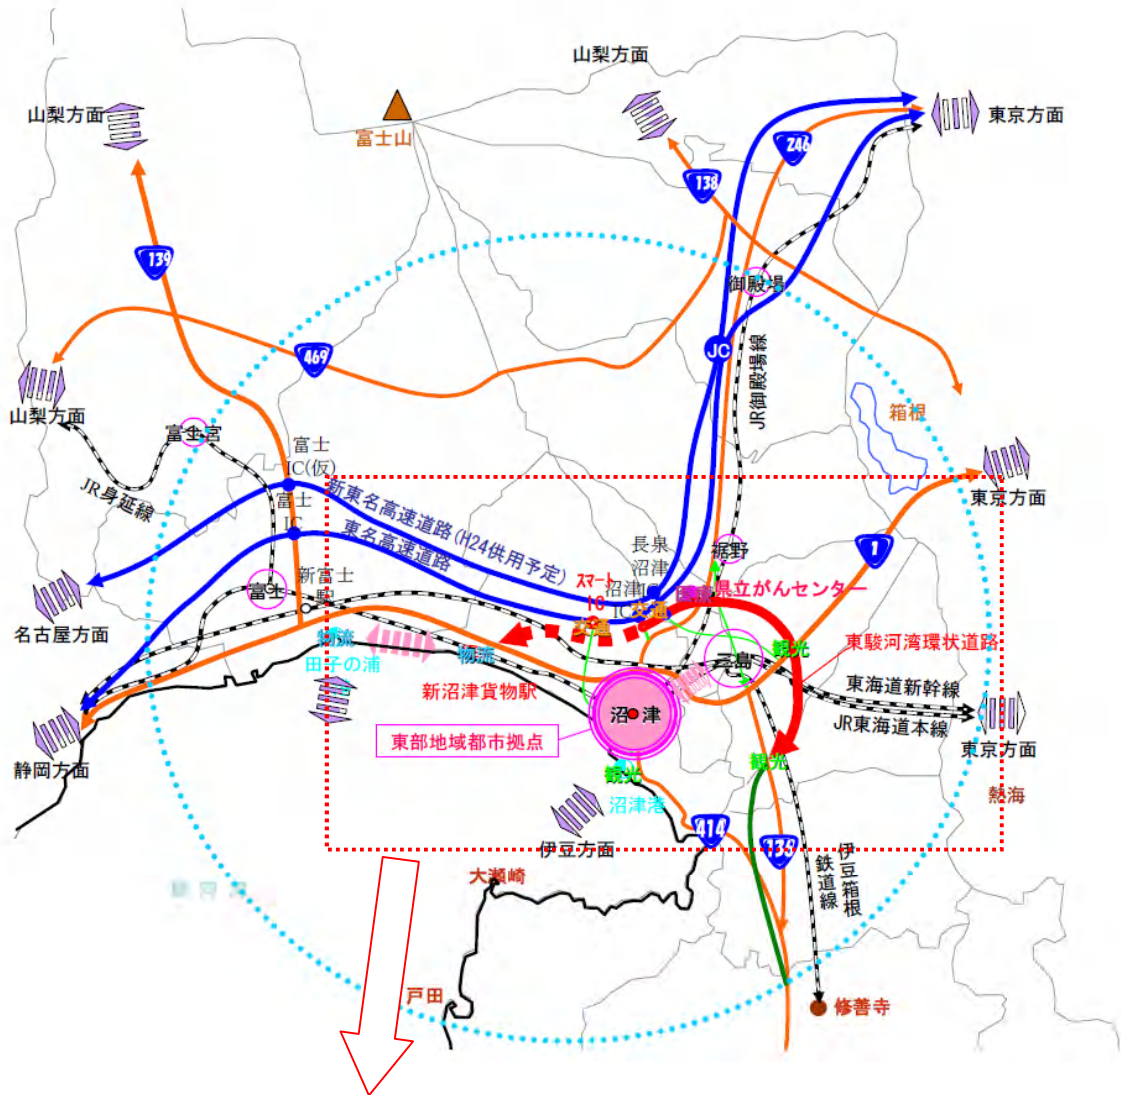 山梨方面
山梨方面
東京方面
富士山
246
138
139
御殿場
JC
469
JR御殿場線
山梨方面
箱根
富士宮
富士
IC(仮)
東京方面
JR身延線
富士
IC
新東名高速道路(H24供用予定)
東名高速道路
1
長泉
沼津
裾野
新富士
駅
富士
スマート
IC
沼津
IC
県立がんセンター
名古屋方面
交通
交通
物流
物流
田子の浦
観光
東駿河湾環状道路
三島
新沼津貨物駅
東海道新幹線
JR東海道本線
沼津
東部地域都市拠点
東京方面
静岡方面
観光
観光
沼津港
熱海
414
伊豆方面
伊豆箱根
鉄道線
大瀬崎
戸田
修善寺